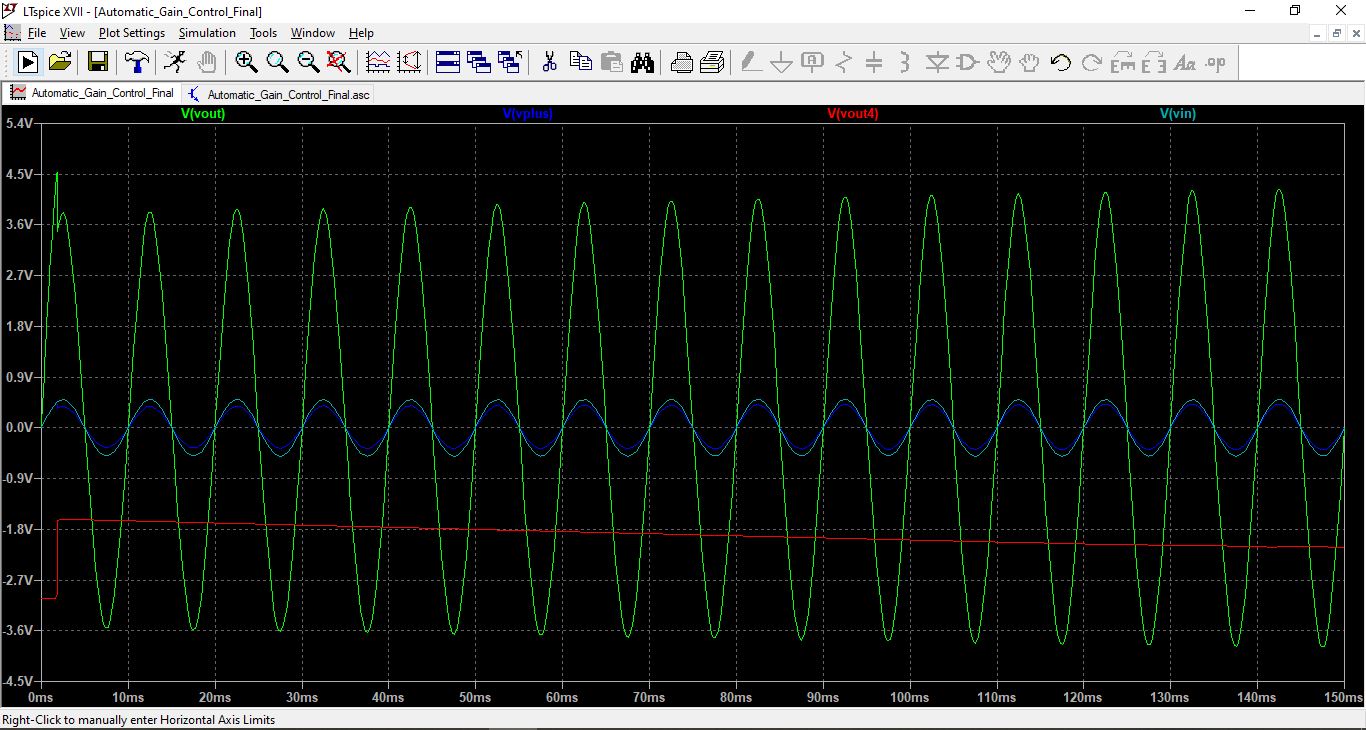 LTspice XVII - [Automatic_Gain_Control_Final]
File View Plot Settings Simulation Tools Window Help
Aa .op
Automatic_Gain_Control_Final Automatic_Gain_Control_Final.asc
V(vout) V(vplus) V(vout4) V(vin)
5.4V
4.5V
3.6V
2.7V
1.8V
0.9V
0.0V
-0.9V
-1.8V
-2.7V
-3.6V
-4.5V
0ms 10ms 20ms 30ms 40ms 50ms 60ms 70ms 80ms 90ms 100ms 110ms 120ms 130ms 140ms 150ms
Right-Click to manually enter Horizontal Axis Limits